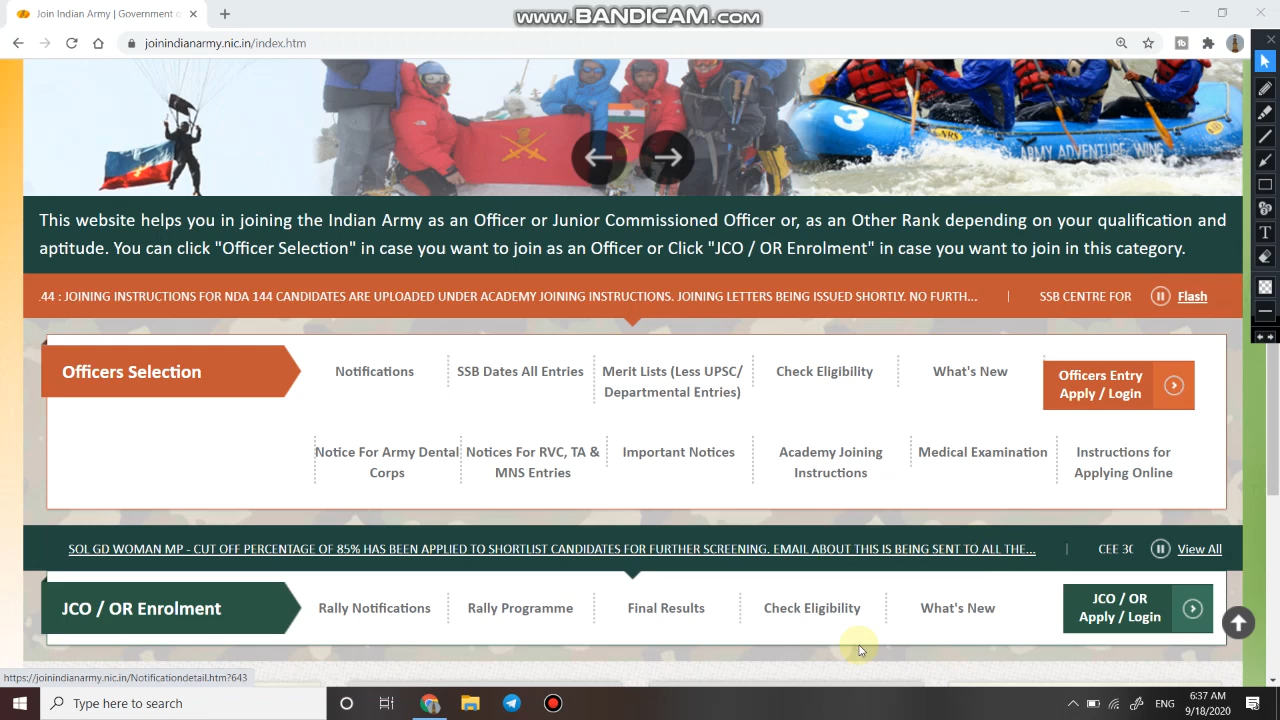 Join Indian Army | Government o
www.BANDICAM.com
joinindianarmy.nic.in/index.htm
3
NRS
ARMY ADVENTURE WING
This website helps you in joining the Indian Army as an Officer or Junior Commissioned Officer or, as an Other Rank depending on your qualification and
aptitude. You can click "Officer Selection" in case you want to join as an Officer or Click "JCO / OR Enrolment" in case you want to join in this category.
.44 : JOINING INSTRUCTIONS FOR NDA 144 CANDIDATES ARE UPLOADED UNDER ACADEMY JOINING INSTRUCTIONS. JOINING LETTERS BEING ISSUED SHORTLY. NO FURTH...
SSB CENTRE FOR
Flash
Officers Selection
Notifications
SSB Dates All Entries
Merit Lists (Less UPSC/
Departmental Entries)
Check Eligibility
What's New
Officers Entry
Apply / Login
Notice For Army Dental
Corps
Notices For RVC, TA &
MNS Entries
Important Notices
Academy Joining
Instructions
Medical Examination
Instructions for
Applying Online
SOL GD WOMAN MP - CUT OFF PERCENTAGE OF 85% HAS BEEN APPLIED TO SHORTLIST CANDIDATES FOR FURTHER SCREENING. EMAIL ABOUT THIS IS BEING SENT TO ALL THE...
CEE 30
View All
JCO / OR Enrolment
Rally Notifications
Rally Programme
Final Results
Check Eligibility
What's New
JCO / OR
Apply / Login
https://joinindianarmy.nic.in/Notificationdetail.htm?643
Type here to search
ENG
6:37 AM
9/18/2020